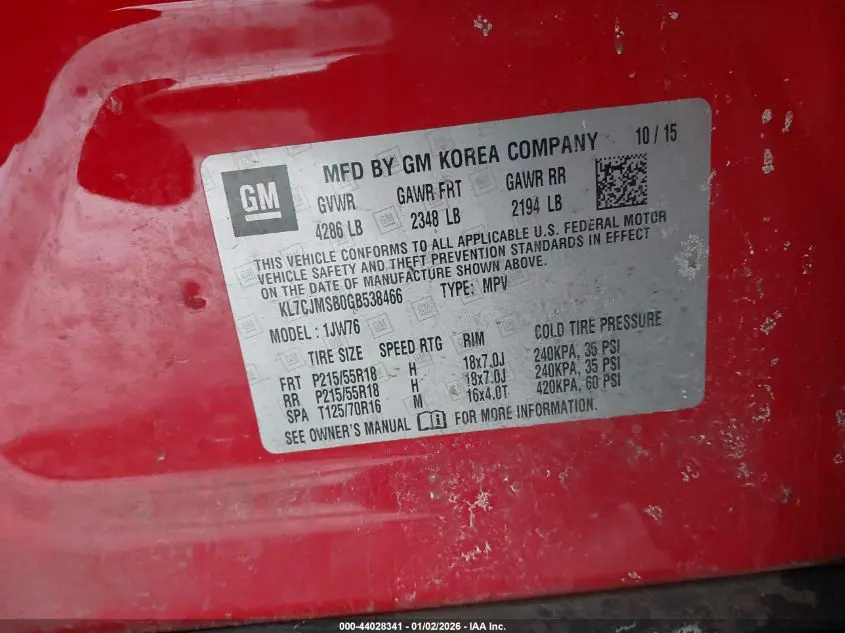 GM
MFD BY GM KOREA COMPANY 10 / 15
GVWR GAWR FRT GAWR RR
4286 LB 2348 LB 2194 LB
THIS VEHICLE CONFORMS TO ALL APPLICABLE U.S. FEDERAL MOTOR
VEHICLE SAFETY AND THEFT PREVENTION STANDARDS IN EFFECT
ON THE DATE OF MANUFACTURE SHOWN ABOVE.
KL7CJMSB0GB538466 TYPE: MPV
MODEL : 1JW76
TIRE SIZE SPEED RTG RIM COLD TIRE PRESSURE
FRT P215/55R18 H 18x7.0J 240KPA, 35 PSI
RR P215/55R18 H 18x7.0J 240KPA, 35 PSI
SPA T125/70R16 M 16x4.0T 420KPA, 60 PSI
SEE OWNER'S MANUAL FOR MORE INFORMATION.
000-44028341 - 01/02/2026 - IAA Inc.